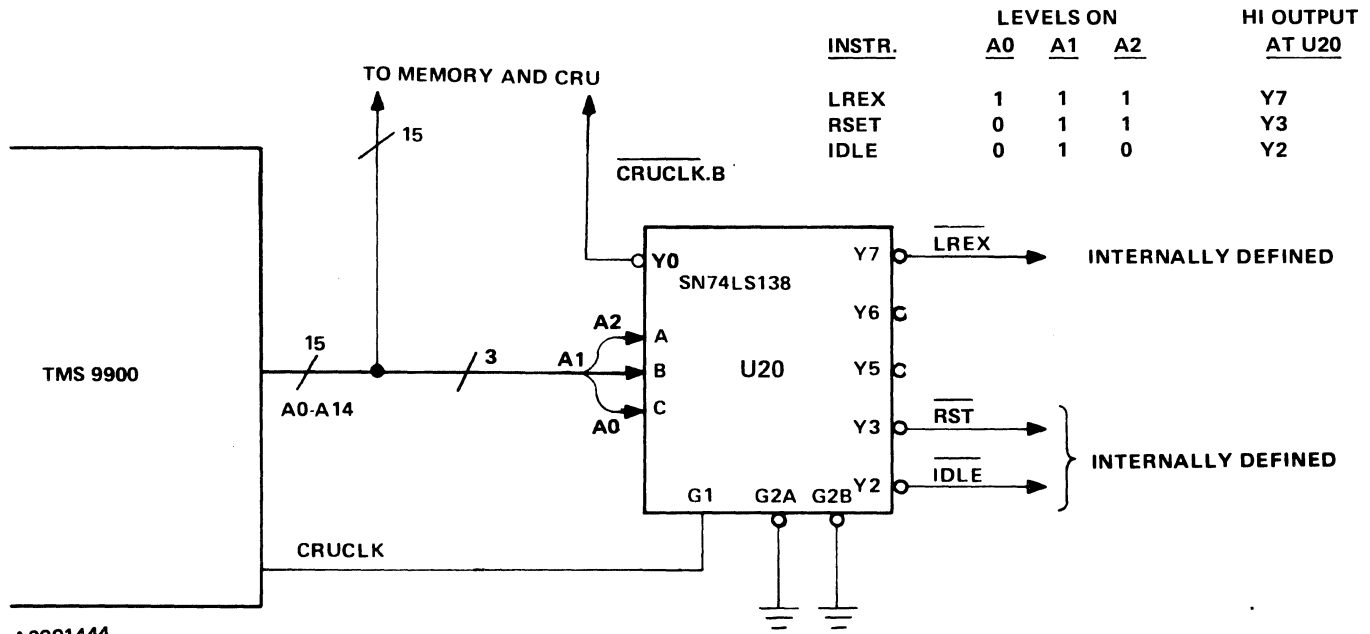 LEVELS ON HI OUTPUT
INSTR. A0 A1 A2 AT U20
LREX 1 1 1 Y7
RSET 0 1 1 Y3
IDLE 0 1 0 Y2
TO MEMORY AND CRU
15
CRUCLK.B
Y0
SN74LS138
Y7
LREX
INTERNALLY DEFINED
Y6
A2
A
15
3
A1
B
U20
Y5
TMS 9900
A0-A14
C
A0
Y3
RST
INTERNALLY DEFINED
Y2
IDLE
G1 G2A G2B
CRUCLK